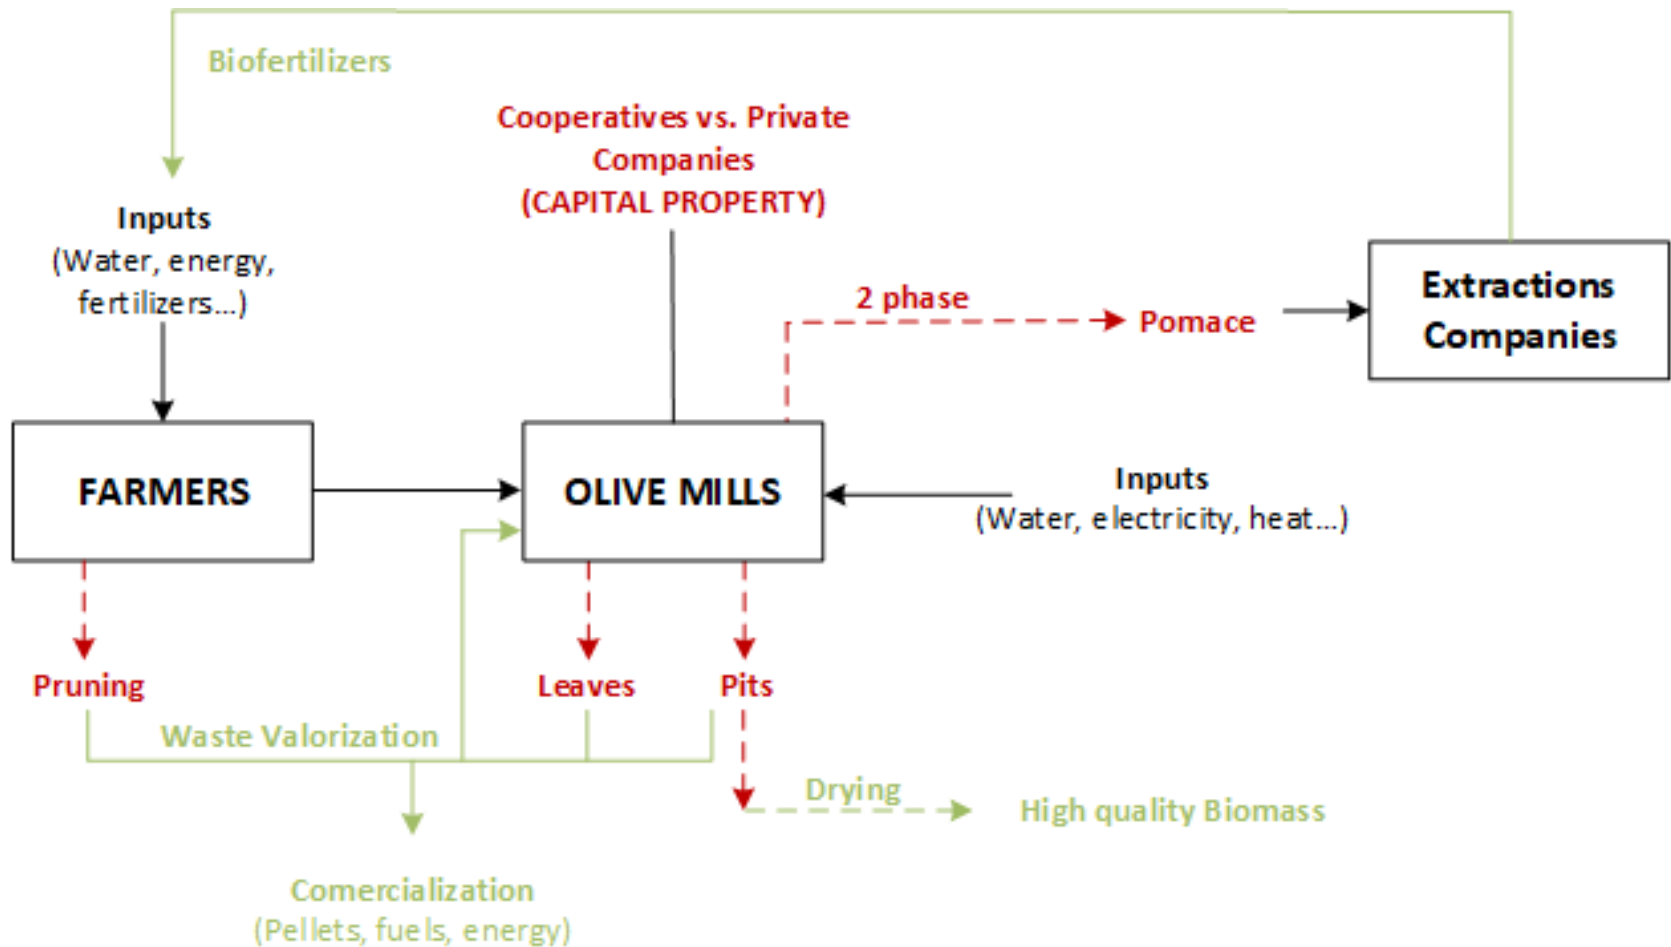 Biofertilizers
Cooperatives vs. Private
Companies
(CAPITAL PROPERTY)
Inputs
(Water, energy,
fertilizers...)
2 phase
Pomace
Extractions
Companies
FARMERS
OLIVE MILLS
Inputs
(Water, electricity, heat...)
Pruning
Leaves
Pits
Waste Valorization
Drying
High quality Biomass
Comercialization
(Pellets, fuels, energy)